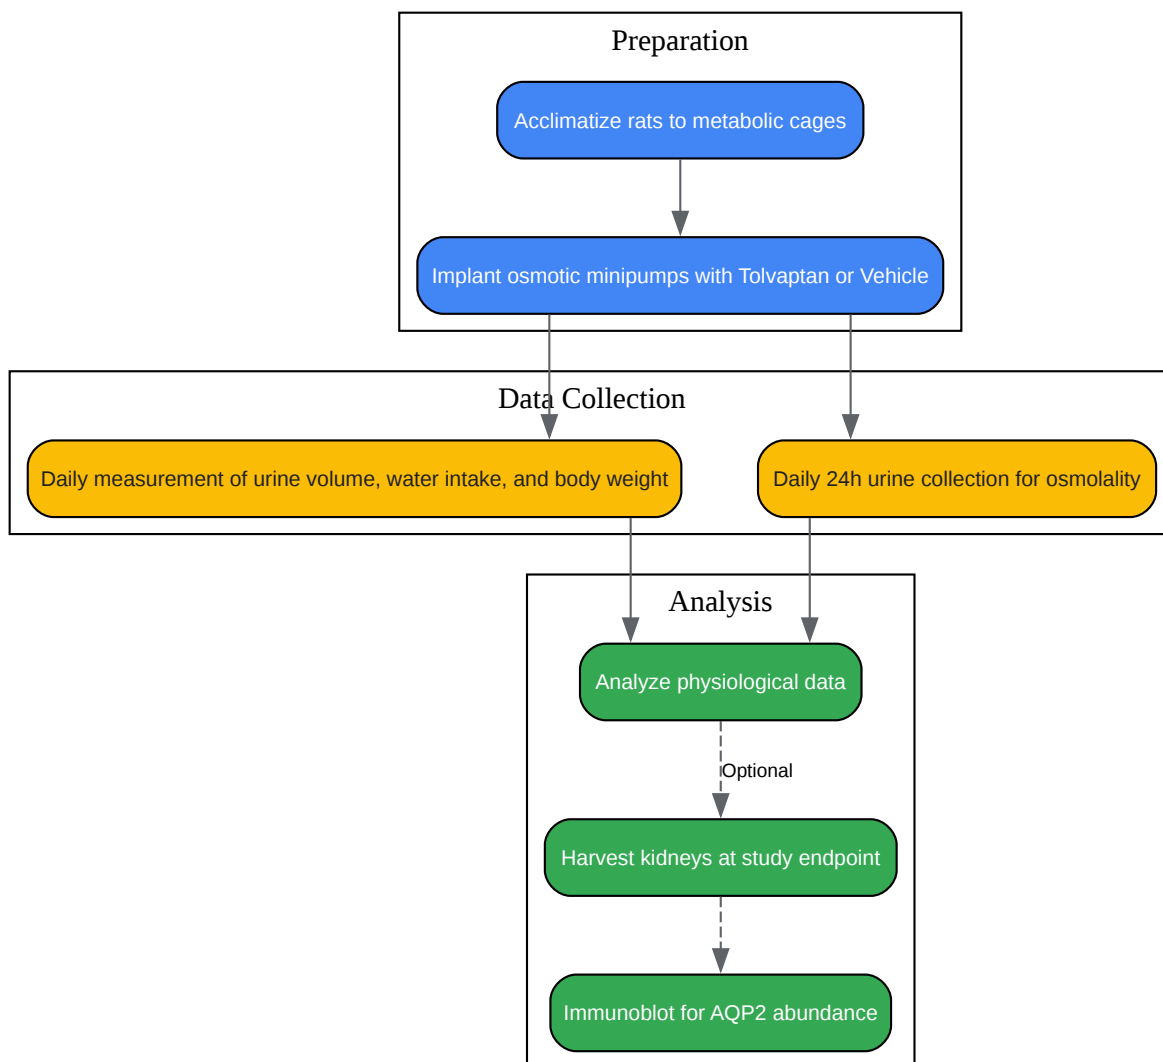 Preparation
Acclimatize rats to metabolic cages
Implant osmotic minipumps with Tolvaptan or Vehicle
Data Collection
Daily measurement of urine volume, water intake, and body weight
Daily 24h urine collection for osmolality
Analysis
Analyze physiological data
Optional
Harvest kidneys at study endpoint
Immunoblot for AQP2 abundance